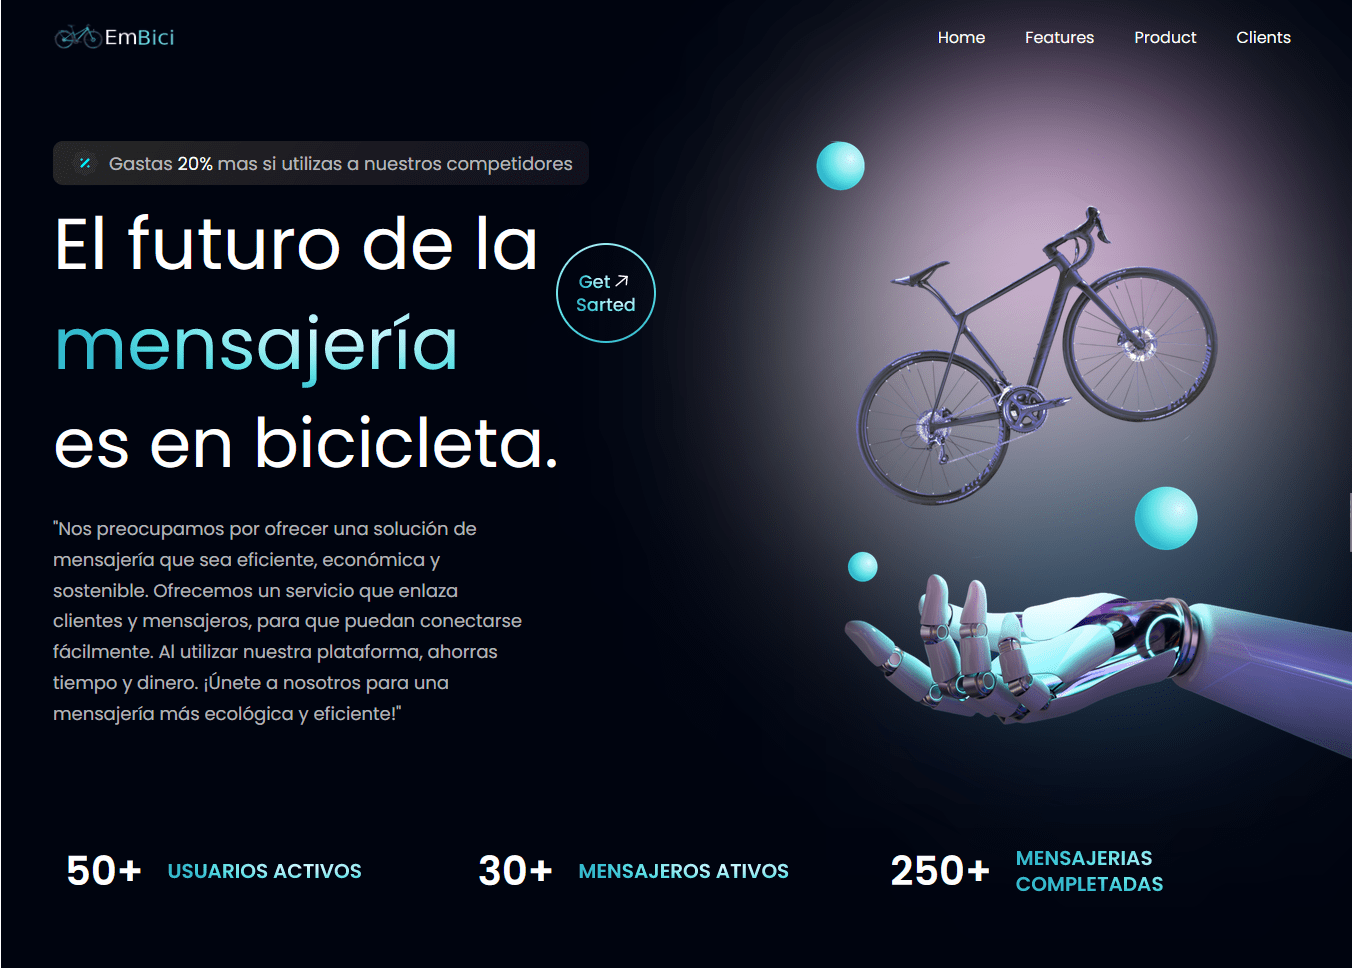 EmBici
Home
Features
Product
Clients
Gastas 20% mas si utilizas a nuestros competidores
El futuro de la
mensajería
es en bicicleta.
Get
Sarted
"Nos preocupamos por ofrecer una solución de
mensajería que sea eficiente, económica y
sostenible. Ofrecemos un servicio que enlaza
clientes y mensajeros, para que puedan conectarse
fácilmente. Al utilizar nuestra plataforma, ahorras
tiempo y dinero. ¡Únete a nosotros para una
mensajería más ecológica y eficiente!"
50+
USUARIOS ACTIVOS
30+
MENSAJEROS ATIVOS
250+
MENSAJERIAS
COMPLETADAS